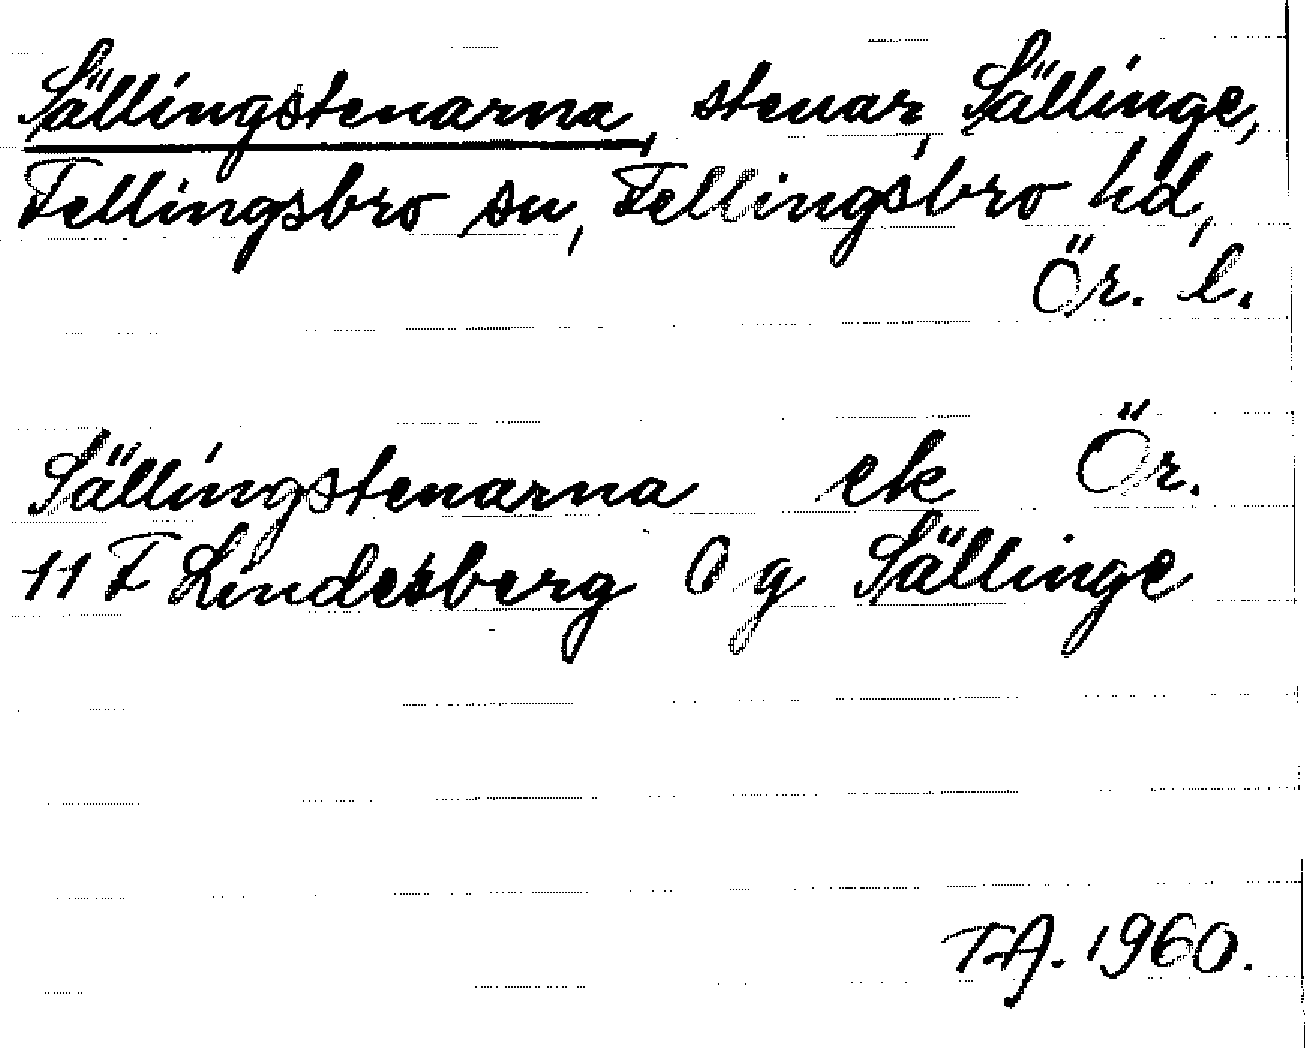 Sällingstenarna, stenar, Sällinge,
Fellingsbro sn, Fellingsbro hd,
Ör. l.
Sällingstenarna ek Ör.
11 F Lindesberg 0 g Sällinge
T.A. 1960.